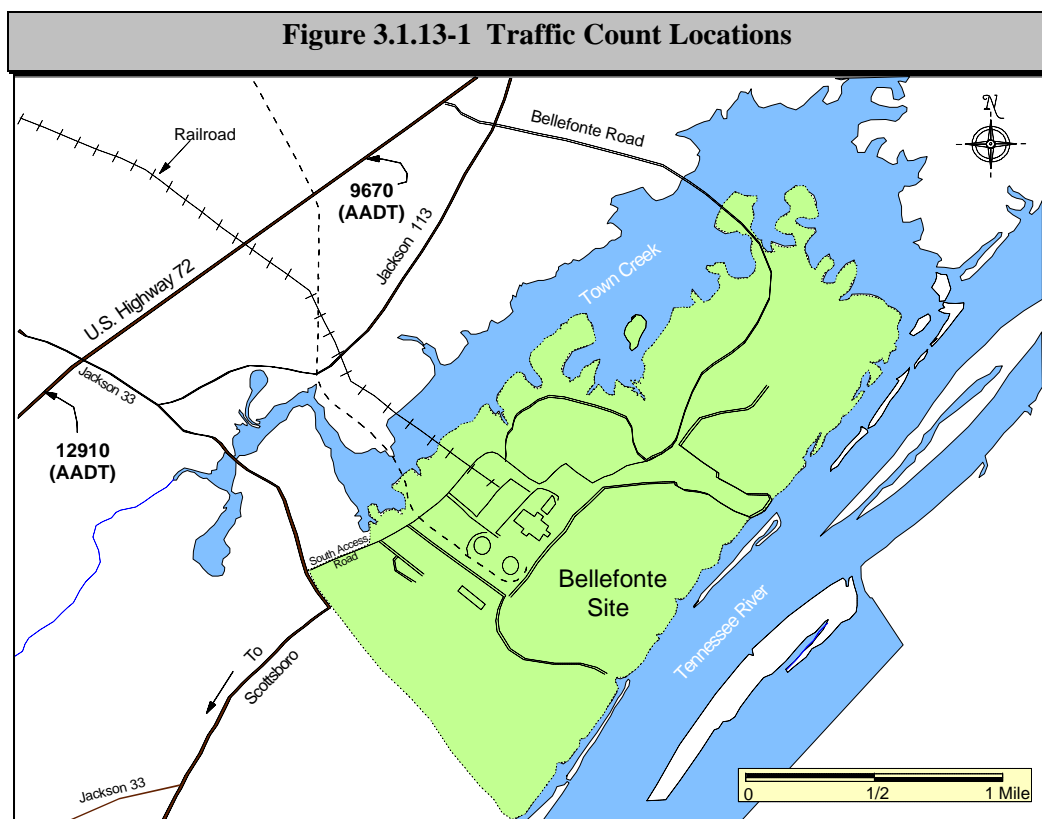 Figure 3.1.13-1 Traffic Count Locations
N
Railroad
Bellefonte Road
9670
(AADT)
Jackson 113
U.S. Highway 72
Town Creek
Jackson 33
12910
(AADT)
South Access
Road
Bellefonte
Site
Tennessee River
To
Scottsboro
Jackson 33
0 1/2 1 Mile